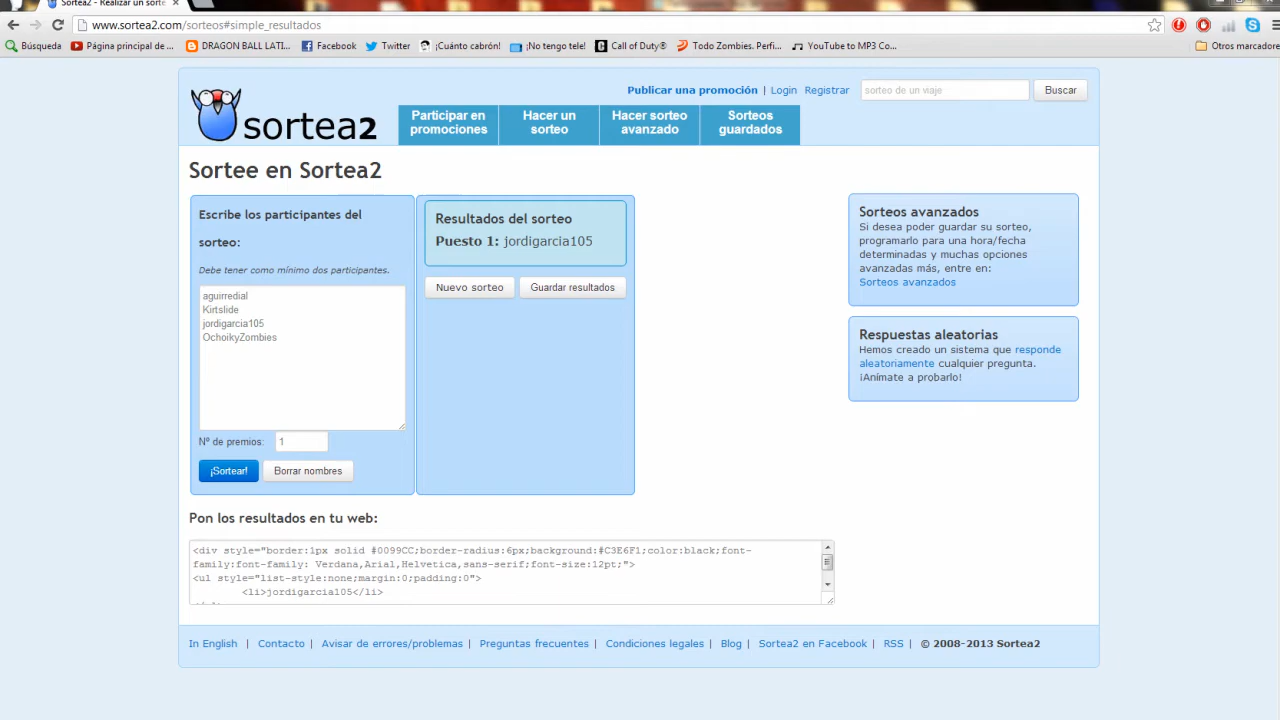 Sortea2 - Realizar un sorte
www.sortea2.com/sorteos#simple_resultados
Búsqueda Página principal de ... DRAGON BALL LATI... Facebook Twitter ¡Cuánto cabrón! ¡No tengo tele! Call of Duty® Todo Zombies. Perfi... YouTube to MP3 Co... Otros marcadore
Publicar una promoción | Login Registrar sorteo de un viaje Buscar
sortea2
Participar en promociones
Hacer un sorteo
Hacer sorteo avanzado
Sorteos guardados
Sortee en Sortea2
Escribe los participantes del
sorteo:
Debe tener como mínimo dos participantes.
aguirredial
Kirtslide
jordigarcia105
OchoikyZombies
Nº de premios: 1
¡Sortear! Borrar nombres
Resultados del sorteo
Puesto 1: jordigarcia105
Nuevo sorteo Guardar resultados
Sorteos avanzados
Si desea poder guardar su sorteo,
programarlo para una hora/fecha
determinadas y muchas opciones
avanzadas más, entre en:
Sorteos avanzados
Respuestas aleatorias
Hemos creado un sistema que responde
aleatoriamente cualquier pregunta.
¡Anímate a probarlo!
Pon los resultados en tu web:
<div style="border:1px solid #0099CC;border-radius:6px;background:#C3E6F1;color:black;font-
family:font-family: Verdana,Arial,Helvetica,sans-serif;font-size:12pt;">
<ul style="list-style:none;margin:0;padding:0">
<li>jordigarcia105</li>
In English | Contacto | Avisar de errores/problemas | Preguntas frecuentes | Condiciones legales | Blog | Sortea2 en Facebook | RSS | © 2008-2013 Sortea2